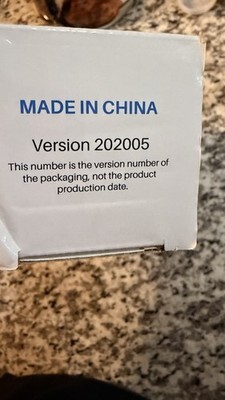 MADE IN CHINA
Version 202005
This number is the version number of
the packaging, not the product
production date.